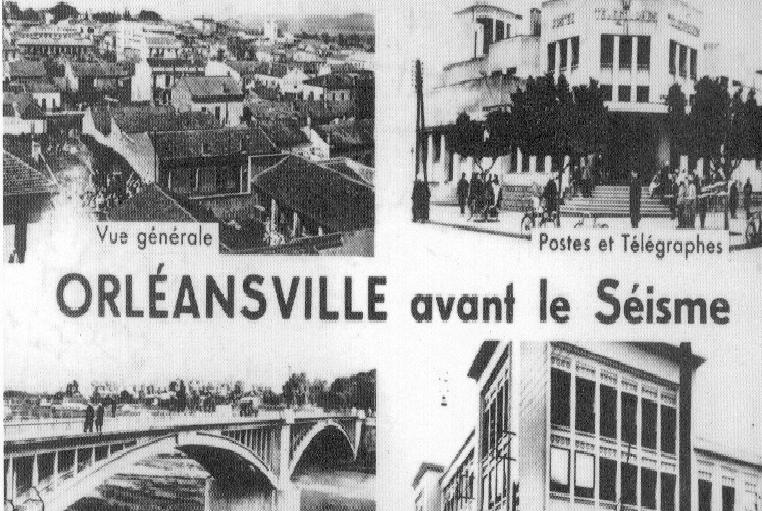 Vue générale
Postes et Télégraphes
ORLÉANSVILLE avant le Séisme